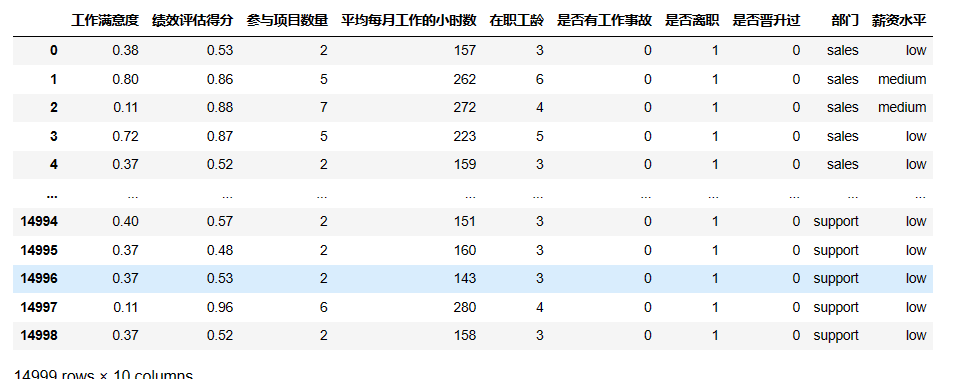 工作满意度 绩效评估得分 参与项目数量 平均每月工作的小时数 在职工龄 是否有工作事故 是否离职 是否晋升过 部门 薪资水平
0 0.38 0.53 2 157 3 0 1 0 sales low
1 0.80 0.86 5 262 6 0 1 0 sales medium
2 0.11 0.88 7 272 4 0 1 0 sales medium
3 0.72 0.87 5 223 5 0 1 0 sales low
4 0.37 0.52 2 159 3 0 1 0 sales low
... ... ... ... ... ... ... ... ... ... ...
14994 0.40 0.57 2 151 3 0 1 0 support low
14995 0.37 0.48 2 160 3 0 1 0 support low
14996 0.37 0.53 2 143 3 0 1 0 support low
14997 0.11 0.96 6 280 4 0 1 0 support low
14998 0.37 0.52 2 158 3 0 1 0 support low
14999 rows × 10 columns